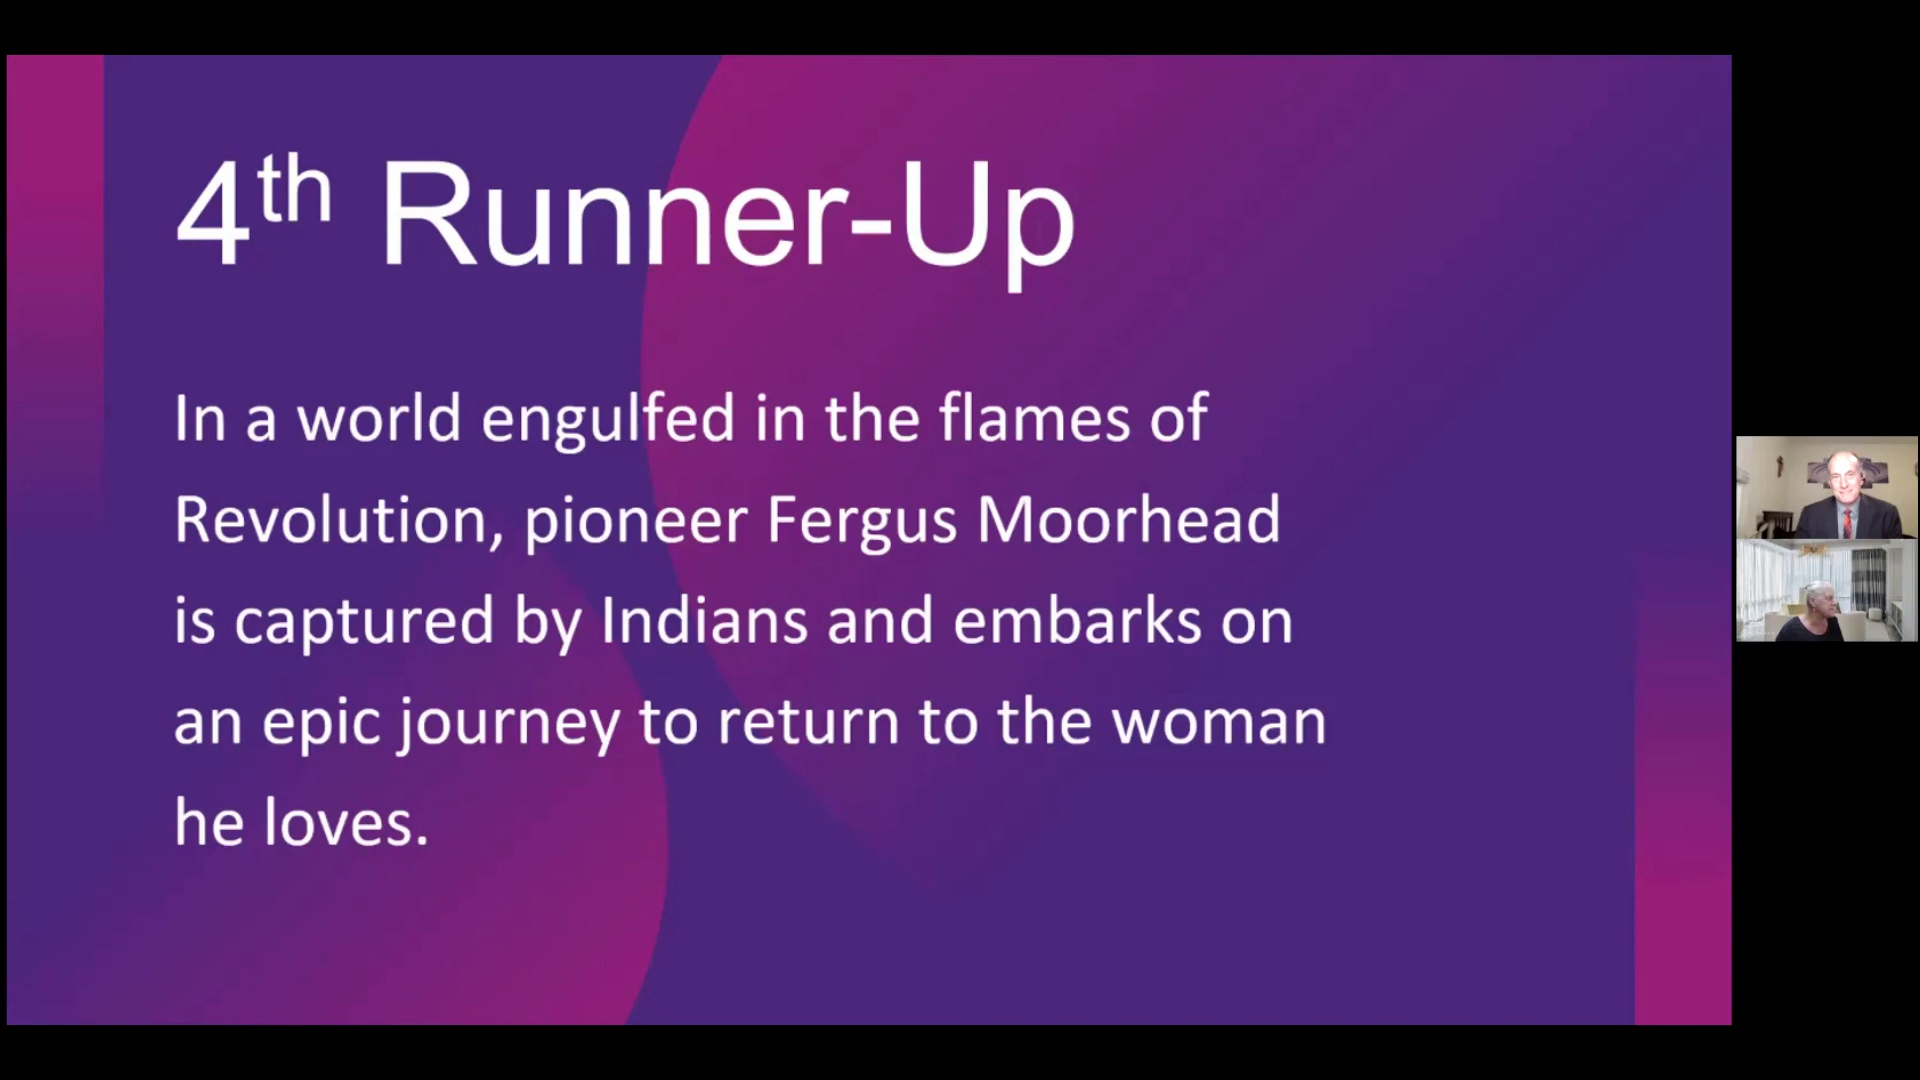 4th Runner-Up
In a world engulfed in the flames of
Revolution, pioneer Fergus Moorhead
is captured by Indians and embarks on
an epic journey to return to the woman
he loves.